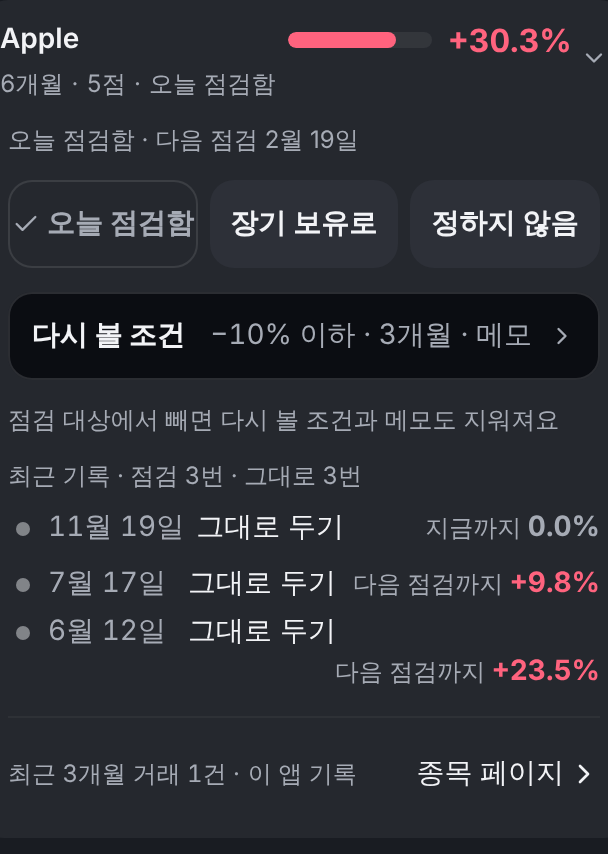 Apple +30.3%
6개월 · 5점 · 오늘 점검함
오늘 점검함 · 다음 점검 2월 19일
✓ 오늘 점검함 장기 보유로 정하지 않음
다시 볼 조건 −10% 이하 · 3개월 · 메모 >
점검 대상에서 빼면 다시 볼 조건과 메모도 지워져요
최근 기록 · 점검 3번 · 그대로 3번
11월 19일 그대로 두기 지금까지 0.0%
7월 17일 그대로 두기 다음 점검까지 +9.8%
6월 12일 그대로 두기
다음 점검까지 +23.5%
최근 3개월 거래 1건 · 이 앱 기록 종목 페이지 >